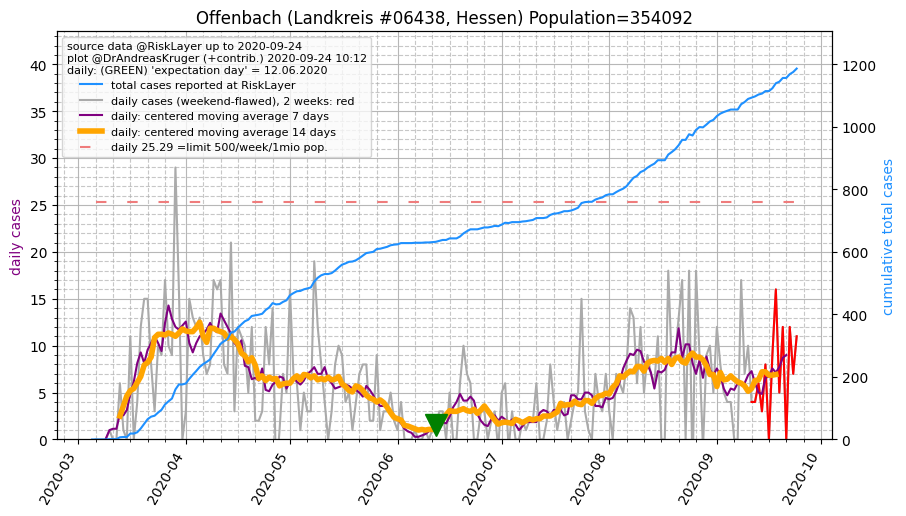 Offenbach (Landkreis #06438, Hessen) Population=354092
source data @RiskLayer up to 2020-09-24
plot @DrAndreasKruger (+contrib.) 2020-09-24 10:12
daily: (GREEN) 'expectation day' = 12.06.2020
total cases reported at RiskLayer
daily cases (weekend-flawed), 2 weeks: red
daily: centered moving average 7 days
daily: centered moving average 14 days
daily 25.29 =limit 500/week/1mio pop.
daily cases
40
35
30
25
20
15
10
5
0
1200
1000
800
600
400
200
0
cumulative total cases
2020-03
2020-04
2020-05
2020-06
2020-07
2020-08
2020-09
2020-10